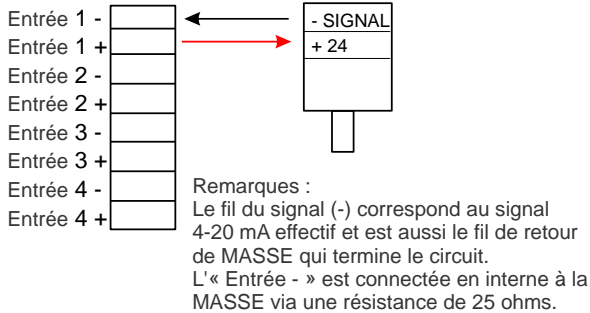 Entrée 1 -
Entrée 1 +
Entrée 2 -
Entrée 2 +
Entrée 3 -
Entrée 3 +
Entrée 4 -
Entrée 4 +
- SIGNAL
+ 24
Remarques :
Le fil du signal (-) correspond au signal
4-20 mA effectif et est aussi le fil de retour
de MASSE qui termine le circuit.
L'« Entrée - » est connectée en interne à la
MASSE via une résistance de 25 ohms.